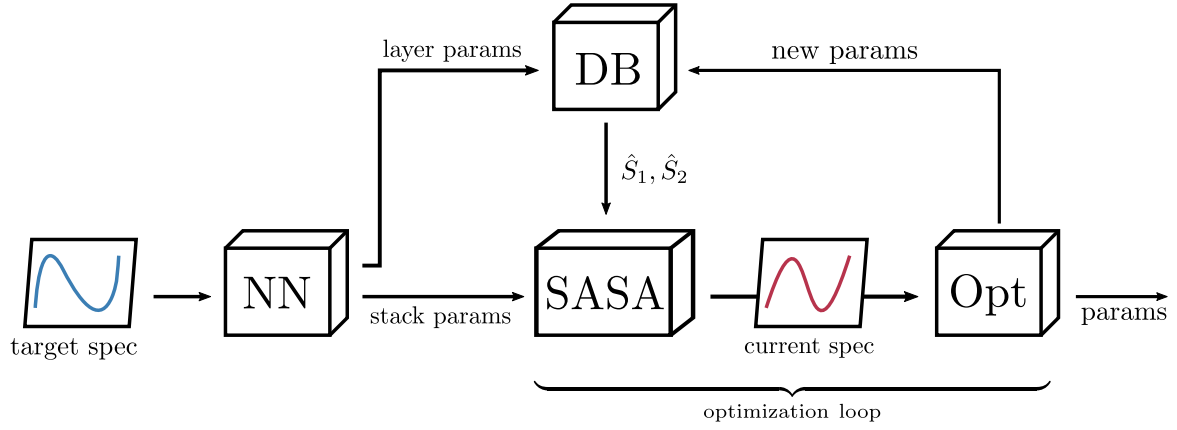 layer params
DB
new params
Ŝ₁, Ŝ₂
target spec
NN
stack params
SASA
current spec
Opt
params
optimization loop